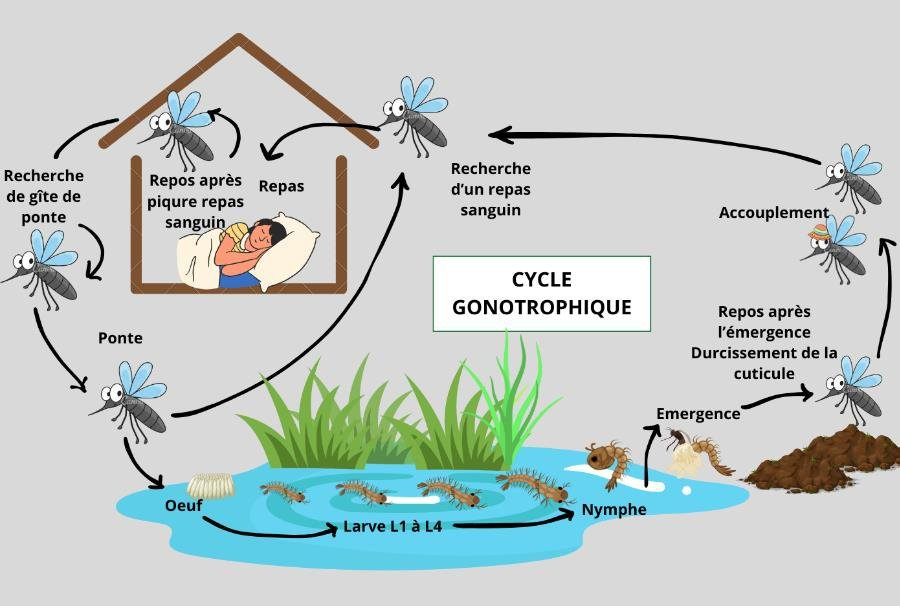 Recherche
de gîte de
ponte
Repos après
piqure repas
sanguin
Repas
Recherche
d’un repas
sanguin
Accouplement
CYCLE
GONOTROPHIQUE
Repos après
l’émergence
Durcissement de la
cuticule
Ponte
Emergence
Oeuf
Larve L1 à L4
Nymphe